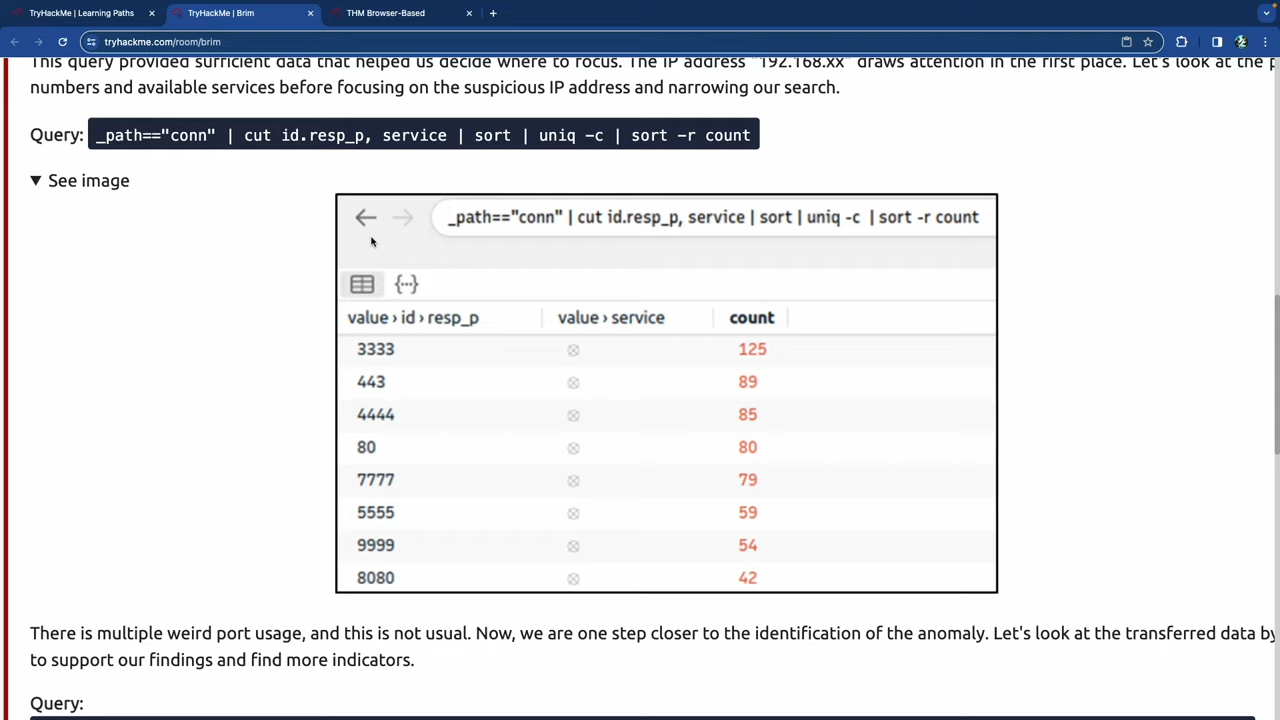 TryHackMe | Learning Paths
TryHackMe | Brim
THM Browser-Based
tryhackme.com/room/brim
This query provided sufficient data that helped us decide where to focus. The IP address "192.168.xx" draws attention in the first place. Let's look at the
numbers and available services before focusing on the suspicious IP address and narrowing our search.
Query: _path=="conn" | cut id.resp_p, service | sort | uniq -c | sort -r count
▼ See image
_path=="conn" | cut id.resp_p, service | sort | uniq -c | sort -r count
value › id › resp_p value › service count
3333 125
443 89
4444 85
80 80
7777 79
5555 59
9999 54
8080 42
There is multiple weird port usage, and this is not usual. Now, we are one step closer to the identification of the anomaly. Let's look at the transferred data by
to support our findings and find more indicators.
Query: